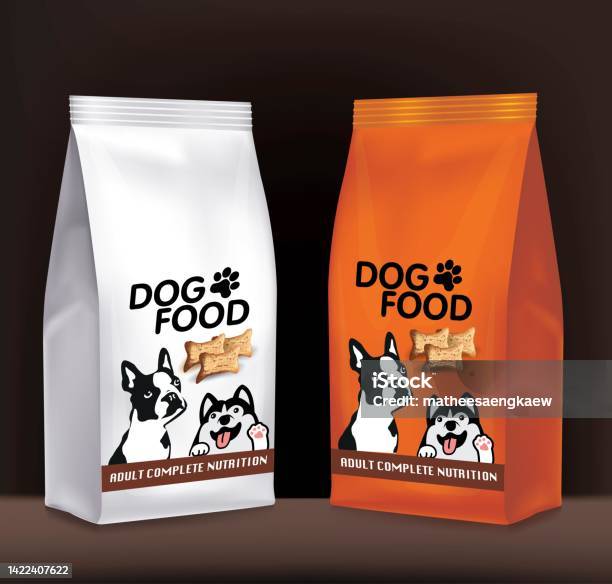 DOG
FOOD
ADULT COMPLETE NUTRITION
DOG
FOOD
ADULT COMPLETE NUTRITION
iStock
Credit: matheesaengkaew
1422407622